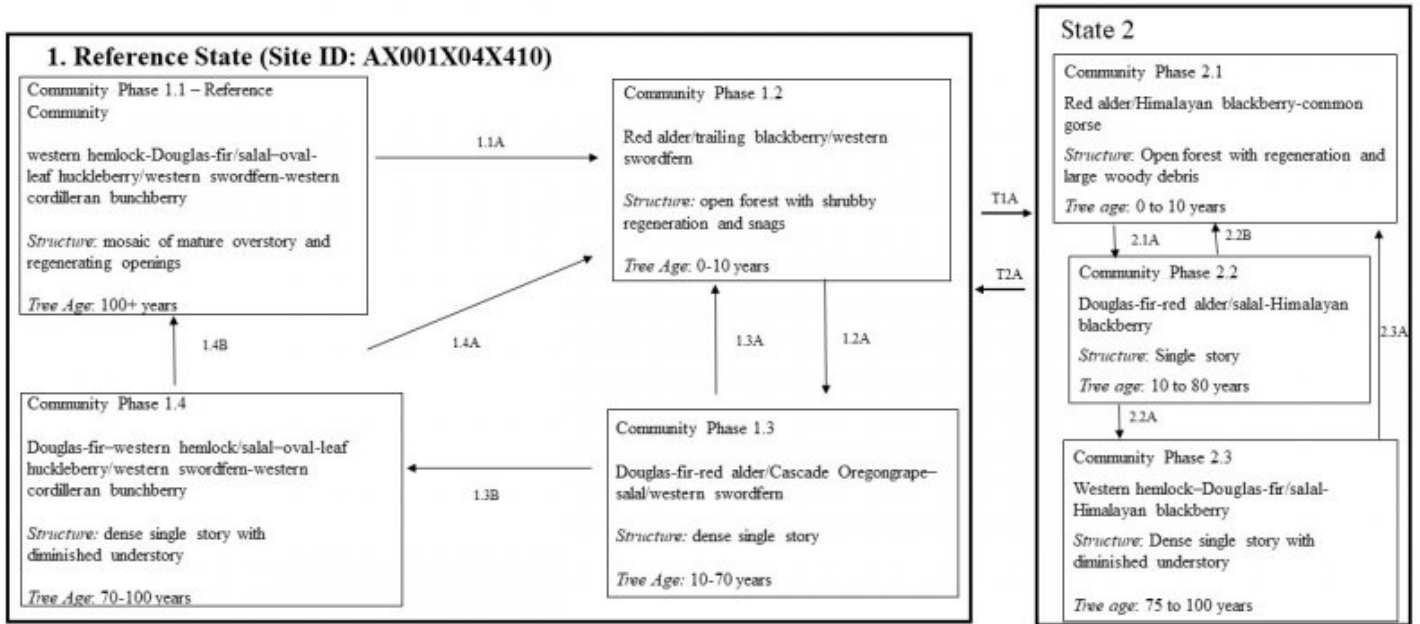 1. Reference State (Site ID: AX001X04X410)
Community Phase 1.1 – Reference
Community
western hemlock-Douglas-fir/salal–oval-
leaf huckleberry/western swordfern-western
cordilleran bunchberry
Structure: mosaic of mature overstory and
regenerating openings
Tree Age: 100+ years
1.1A
Community Phase 1.2
Red alder/trailing blackberry/western
swordfern
Structure: open forest with shrubby
regeneration and snags
Tree Age: 0-10 years
1.4B
1.4A
1.3A
1.2A
Community Phase 1.4
Douglas-fir–western hemlock/salal–oval-leaf
huckleberry/western swordfern-western
cordilleran bunchberry
Structure: dense single story with
diminished understory
Tree Age: 70-100 years
1.3B
Community Phase 1.3
Douglas-fir-red alder/Cascade Oregongrape–
salal/western swordfern
Structure: dense single story
Tree Age: 10-70 years
T1A
T2A
State 2
Community Phase 2.1
Red alder/Himalayan blackberry-common
gorse
Structure: Open forest with regeneration and
large woody debris
Tree age: 0 to 10 years
2.1A
2.2B
Community Phase 2.2
Douglas-fir-red alder/salal-Himalayan
blackberry
Structure: Single story
Tree age: 10 to 80 years
2.3A
2.2A
Community Phase 2.3
Western hemlock–Douglas-fir/salal-
Himalayan blackberry
Structure: Dense single story with
diminished understory
Tree age: 75 to 100 years